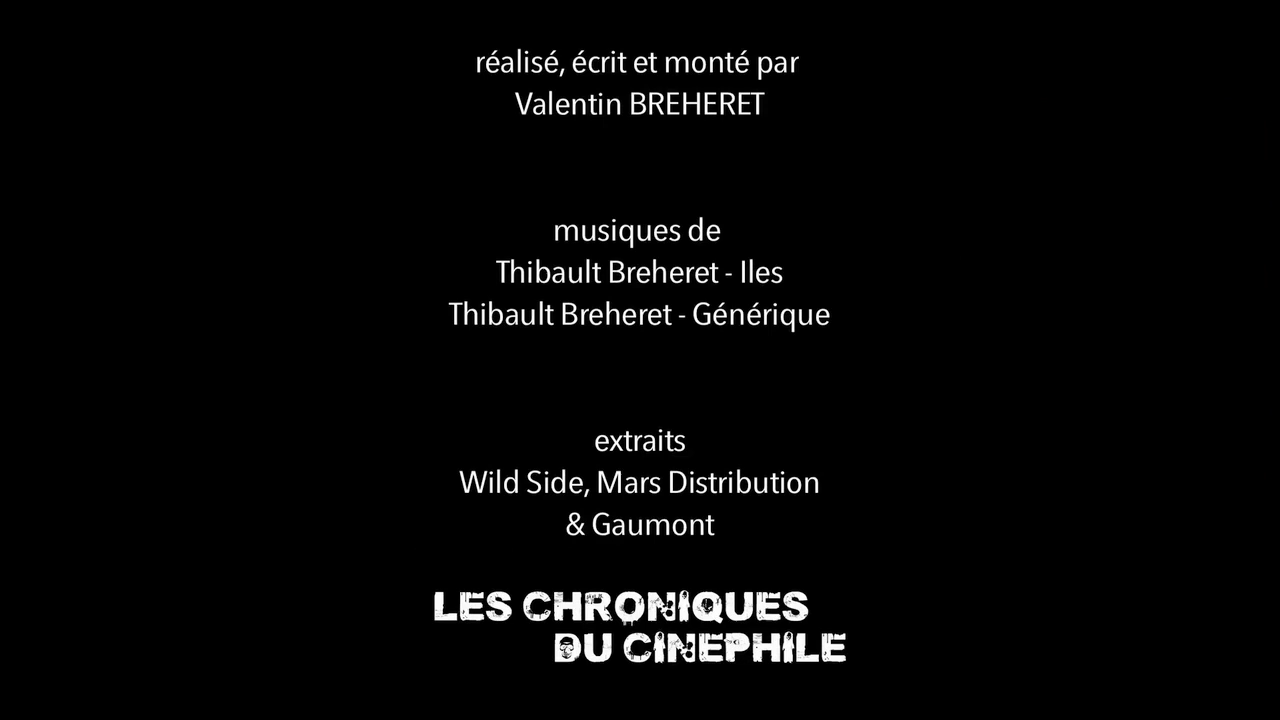 réalisé, écrit et monté par
Valentin BREHERET
musiques de
Thibault Breheret - Iles
Thibault Breheret - Générique
extraits
Wild Side, Mars Distribution
& Gaumont
LES CHRONIQUES
DU CINEPHILE